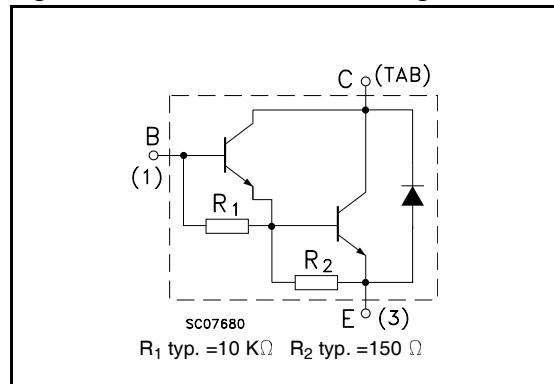 C (TAB)
B
(1)
R1
R2
SC07680
E (3)
R1 typ. =10 KΩ R2 typ. =150 Ω